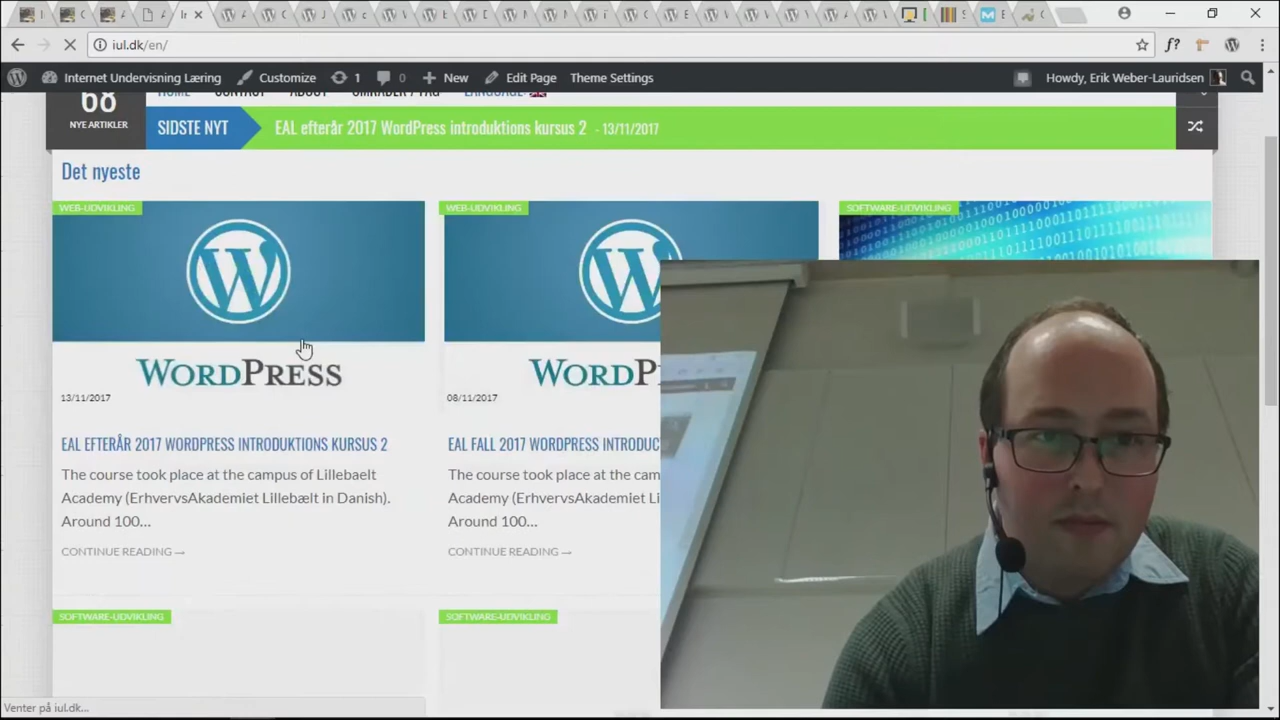 iul.dk/en/
f?
Internet Undervisning Læring
Customize
1
0
New
Edit Page
Theme Settings
Howdy, Erik Weber-Lauridsen
68
NYE ARTIKLER
HOME
CONTACT
ABOUT
LANGUAGE:
SIDSTE NYT
EAL efterår 2017 WordPress introduktions kursus 2 - 13/11/2017
Det nyeste
WEB-UDVIKLING
WORDPRESS
13/11/2017
EAL EFTERÅR 2017 WORDPRESS INTRODUKTIONS KURSUS 2
The course took place at the campus of Lillebaelt
Academy (ErhvervsAkademiet Lillebælt in Danish).
Around 100...
CONTINUE READING →
WEB-UDVIKLING
WORDP
08/11/2017
EAL FALL 2017 WORDPRESS INTRODUC
The course took place at the cam
Academy (ErhvervsAkademiet Li
Around 100...
CONTINUE READING →
SOFTWARE-UDVIKLING
SOFTWARE-UDVIKLING
SOFTWARE-UDVIKLING
Venter på iul.dk...